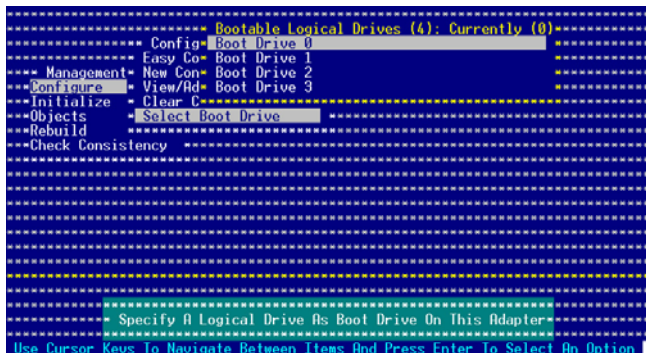 Bootable Logical Drives (4): Currently (0)
Config Boot Drive 0
Easy Co Boot Drive 1
Management New Con Boot Drive 2
Configure View/Ad Boot Drive 3
Initialize Clear C
Objects Select Boot Drive
Rebuild
Check Consistency
Specify A Logical Drive As Boot Drive On This Adapter
Use Cursor Keys To Navigate Between Items And Press Enter To Select An Option